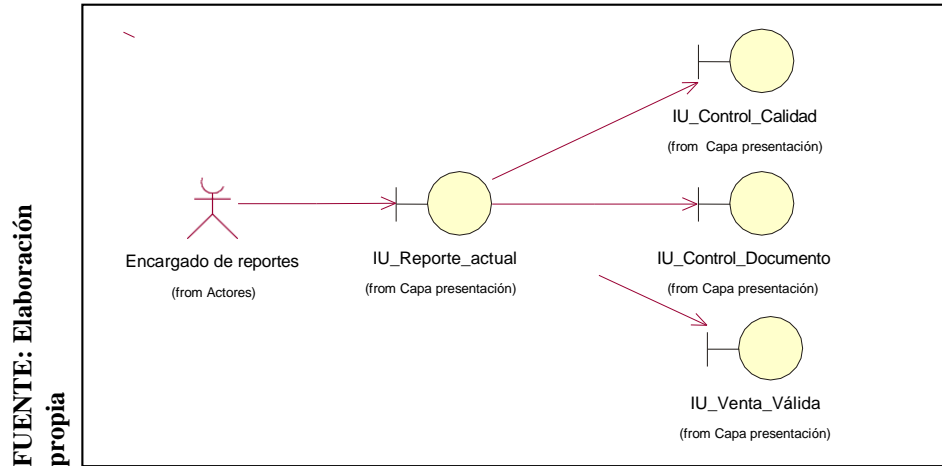 IU_Control_Calidad
(from Capa presentación)
Encargado de reportes
(from Actores)
IU_Reporte_actual
(from Capa presentación)
IU_Control_Documento
(from Capa presentación)
IU_Venta_Válida
(from Capa presentación)
FUENTE: Elaboración
propia